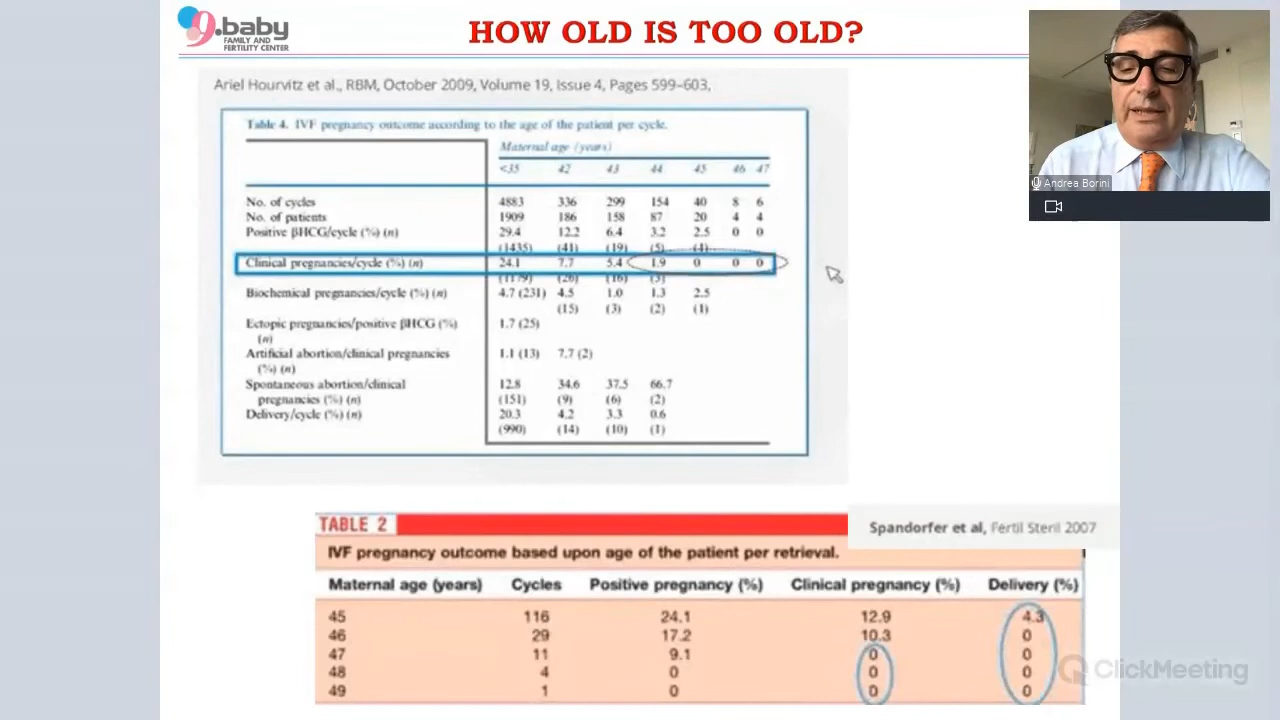 9.baby
FAMILY AND
FERTILITY CENTER
HOW OLD IS TOO OLD?
Andrea Borini
Ariel Hourvitz et al., RBM, October 2009, Volume 19, Issue 4, Pages 599–603,
Table 4. IVF pregnancy outcome according to the age of the patient per cycle.
Maternal age (years)
<35 42 43 44 45 46 47
No. of cycles 4883 336 299 154 40 8 6
No. of patients 1909 186 158 87 20 4 4
Positive βHCG/cycle (%) (n) 29.4 12.2 6.4 3.2 2.5 0 0
(1435) (41) (19) (5) (1)
Clinical pregnancies/cycle (%) (n) 24.1 7.7 5.4 1.9 0 0 0
(1179) (26) (16) (3)
Biochemical pregnancies/cycle (%) (n) 4.7 (231) 4.5 1.0 1.3 2.5
(15) (3) (2) (1)
Ectopic pregnancies/positive βHCG (%) 1.7 (25)
(n)
Artificial abortion/clinical pregnancies 1.1 (13) 7.7 (2)
(%) (n)
Spontaneous abortion/clinical 12.8 34.6 37.5 66.7
pregnancies (%) (n) (151) (9) (6) (2)
Delivery/cycle (%) (n) 20.3 4.2 3.3 0.6
(990) (14) (10) (1)
TABLE 2
Spandorfer et al, Fertil Steril 2007
IVF pregnancy outcome based upon age of the patient per retrieval.
Maternal age (years) Cycles Positive pregnancy (%) Clinical pregnancy (%) Delivery (%)
45 116 24.1 12.9 4.3
46 29 17.2 10.3 0
47 11 9.1 0 0
48 4 0 0 0
49 1 0 0 0
ClickMeeting